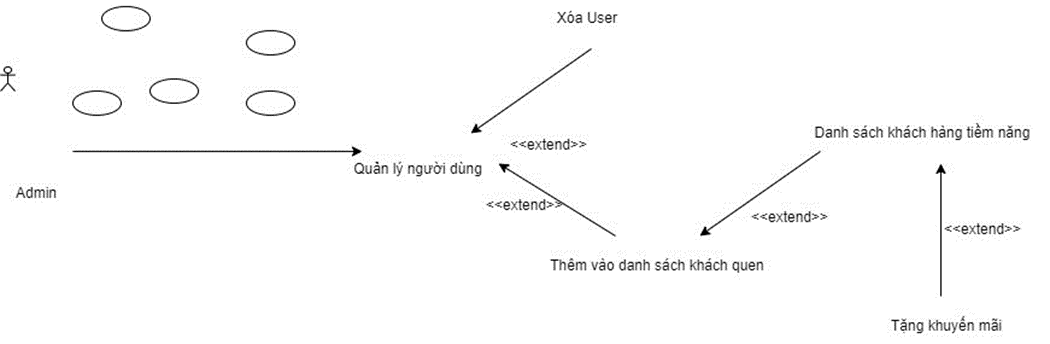 Xóa User
Danh sách khách hàng tiềm năng
<<extend>>
Quản lý người dùng
Admin
<<extend>>
<<extend>>
<<extend>>
Thêm vào danh sách khách quen
Tặng khuyến mãi